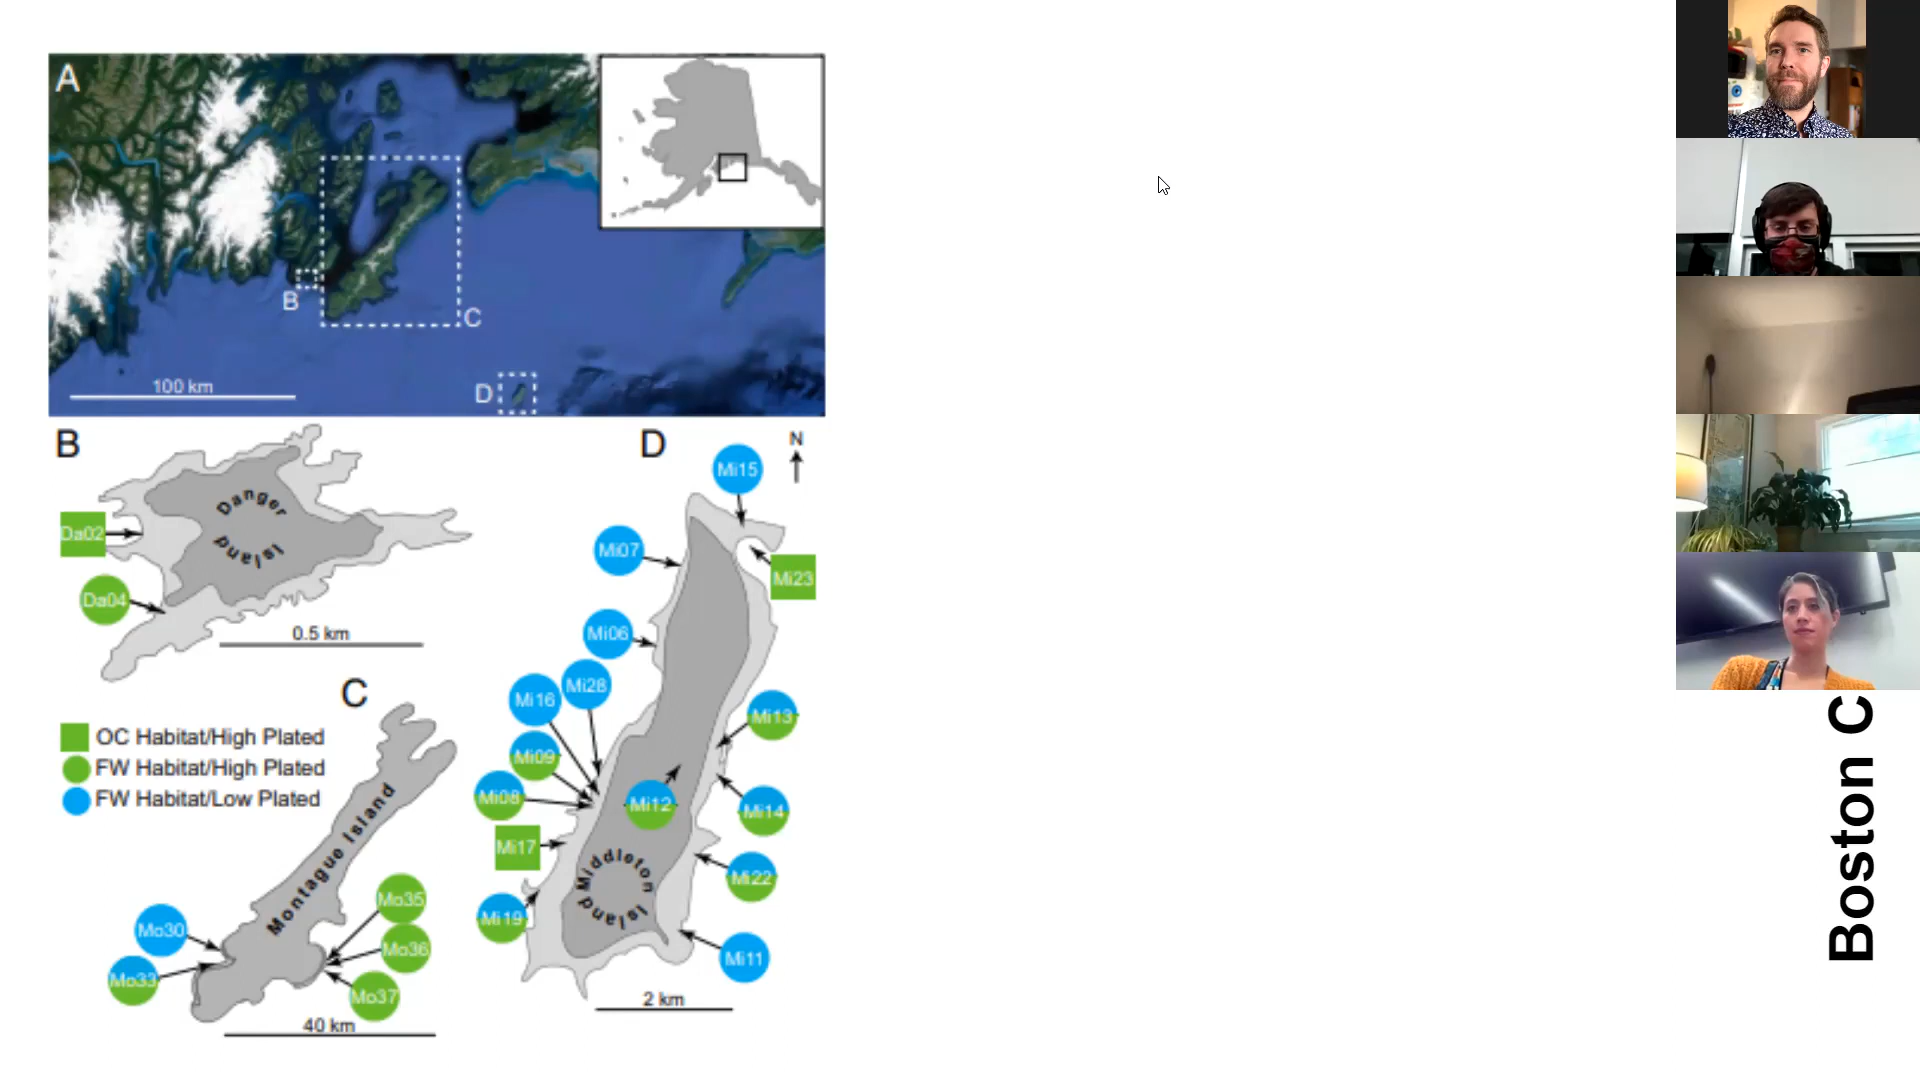 A
B
C
D
100 km
B
Da02
Danger
Island
Da04
0.5 km
C
OC Habitat/High Plated
FW Habitat/High Plated
FW Habitat/Low Plated
Montague Island
Mo30
Mo33
Mo35
Mo36
Mo37
40 km
D
N
Mi15
Mi07
Mi23
Mi06
Mi28
Mi16
Mi13
Mi09
Mi08
Mi12
Mi14
Mi17
Middleton
Island
Mi22
Mi19
Mi11
2 km
Boston C